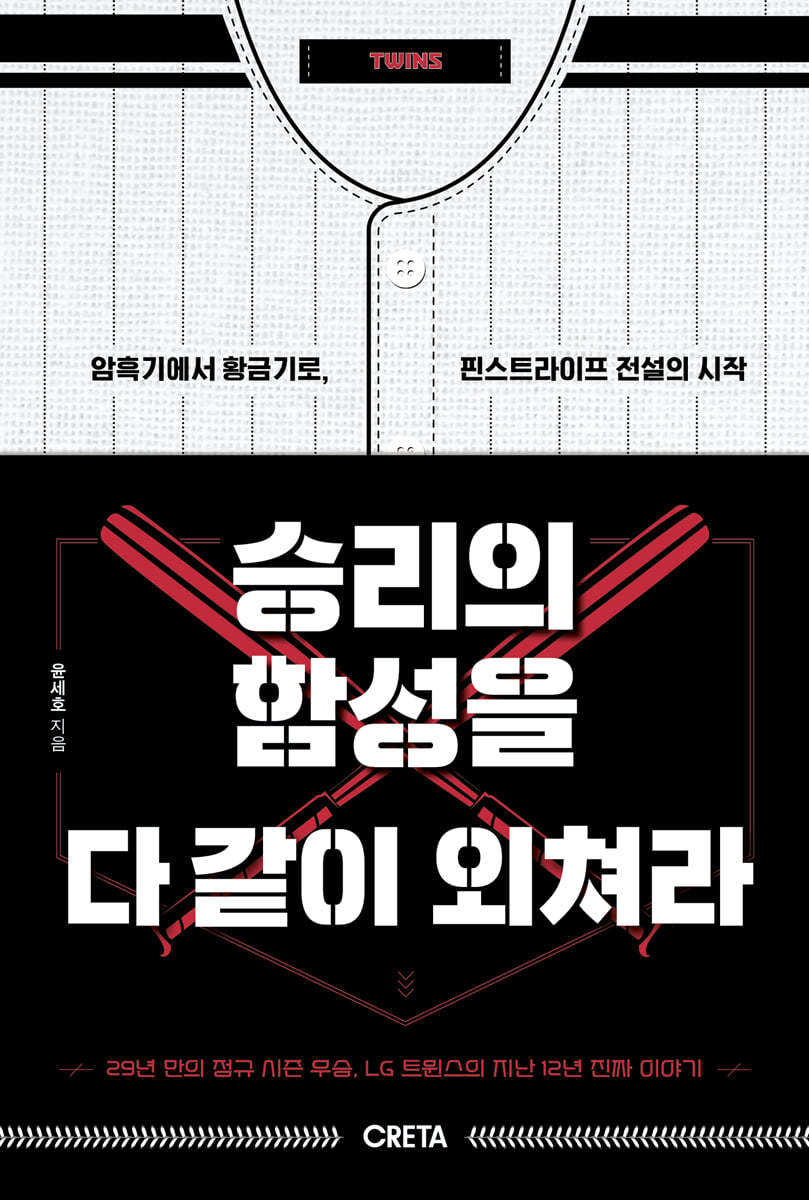 TWINS
암흑기에서 황금기로, 핀스트라이프 전설의 시작
승리의
함성을
다 같이 외쳐라
윤세호 지음
29년 만의 정규 시즌 우승, LG 트윈스의 지난 12년 진짜 이야기
CRETA